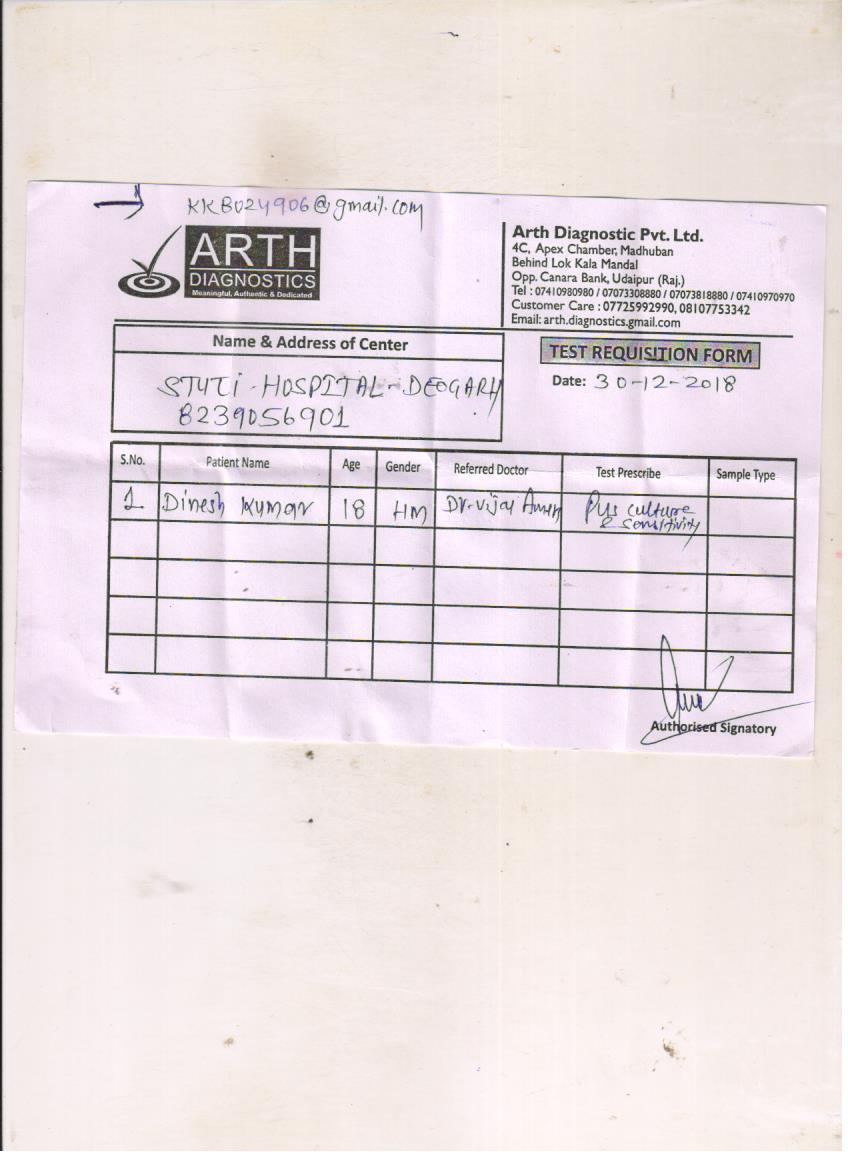 KKB024906@gmail.com
ARTH
DIAGNOSTICS
Meaningful, Authentic & Dedicated
Arth Diagnostic Pvt. Ltd.
4C, Apex Chamber, Madhuban
Behind Lok Kala Mandal
Opp. Canara Bank, Udaipur (Raj.)
Tel : 07410980980 / 07073308880 / 07073818880 / 07410970970
Customer Care : 07725992990, 08107753342
Email: arth.diagnostics.gmail.com
Name & Address of Center
STUTI - HOSPITAL - DEOGARH
8239056901
TEST REQUISITION FORM
Date: 30-12-2018
S.No. Patient Name Age Gender Referred Doctor Test Prescribe Sample Type
1 Dinesh Kumar 18 HM Dr. Vijai Pus culture
& sensitivity
Authorised Signatory